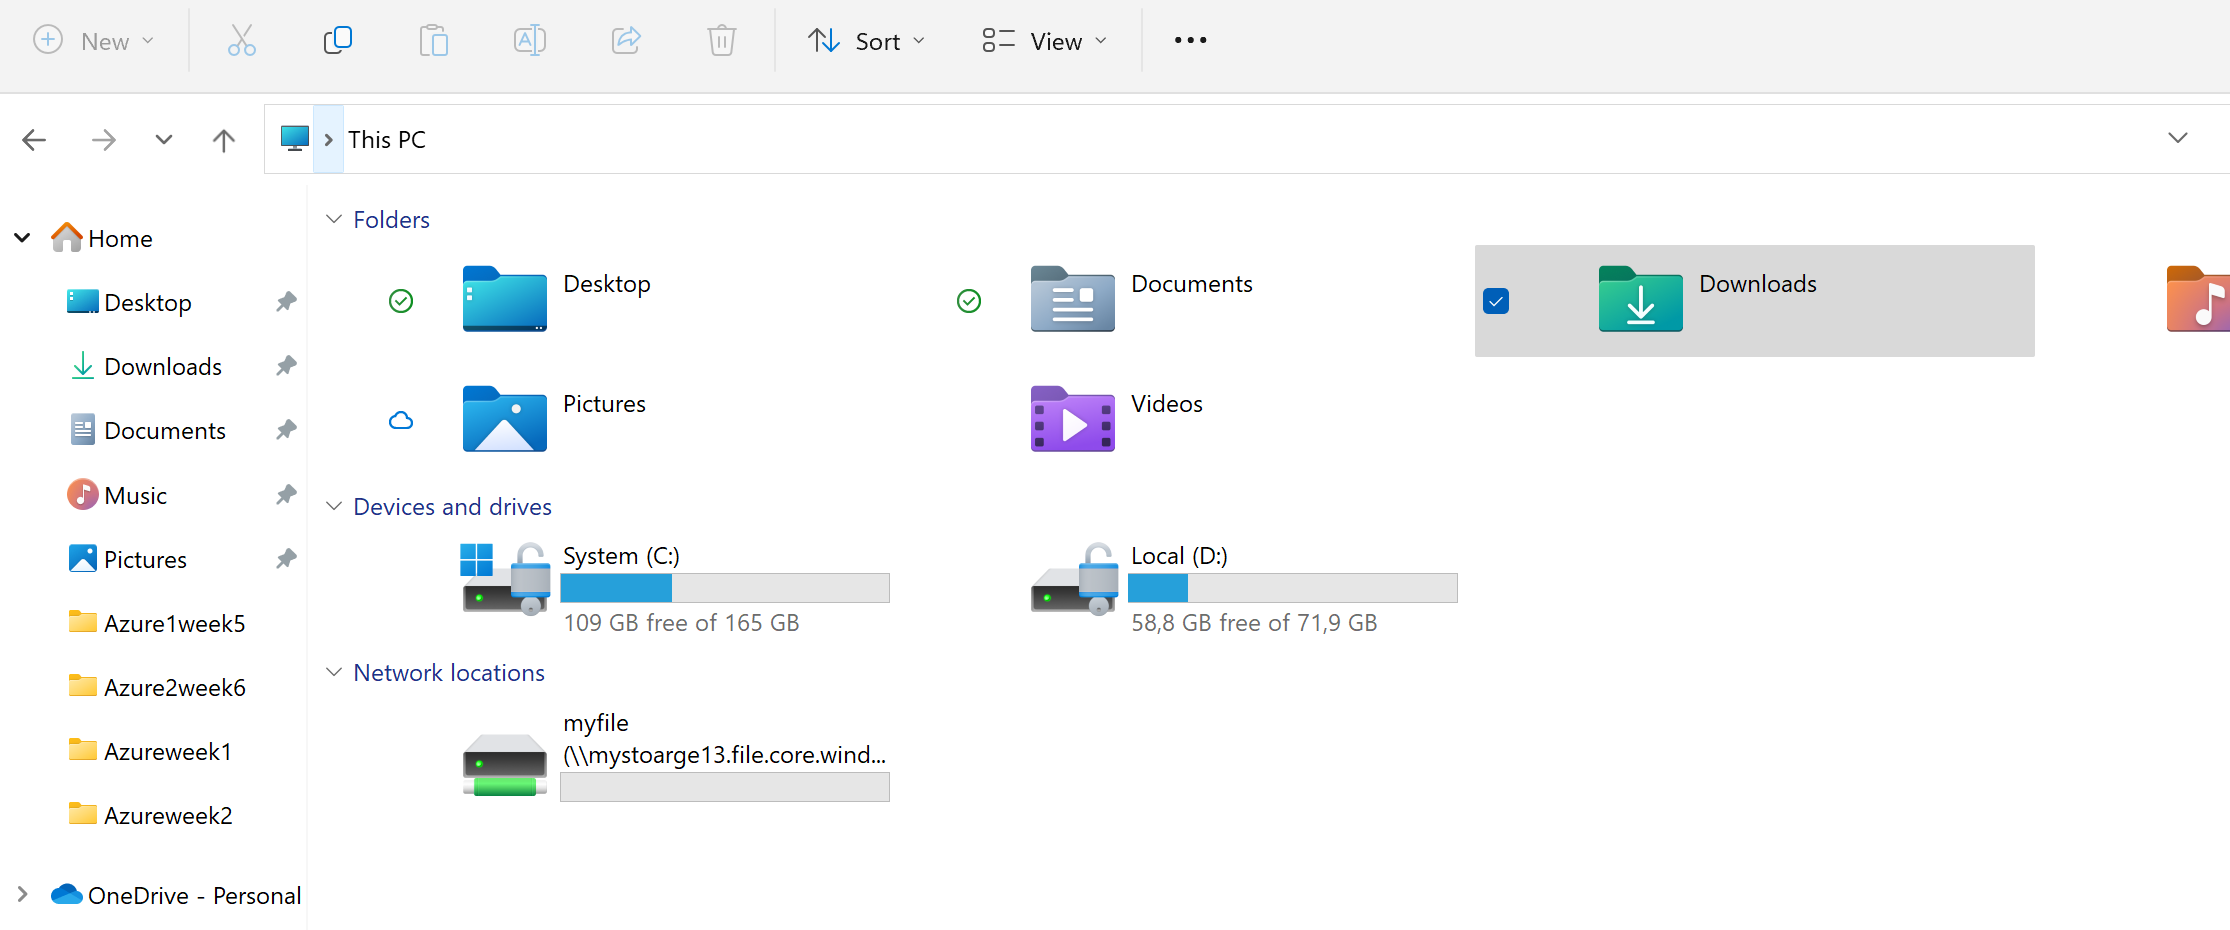 New
Sort
View
This PC
Home
Desktop
Downloads
Documents
Music
Pictures
Azure1week5
Azure2week6
Azureweek1
Azureweek2
OneDrive - Personal
Folders
Desktop
Documents
Downloads
Pictures
Videos
Devices and drives
System (C:)
109 GB free of 165 GB
Local (D:)
58,8 GB free of 71,9 GB
Network locations
myfile
(\\mystoarge13.file.core.wind...